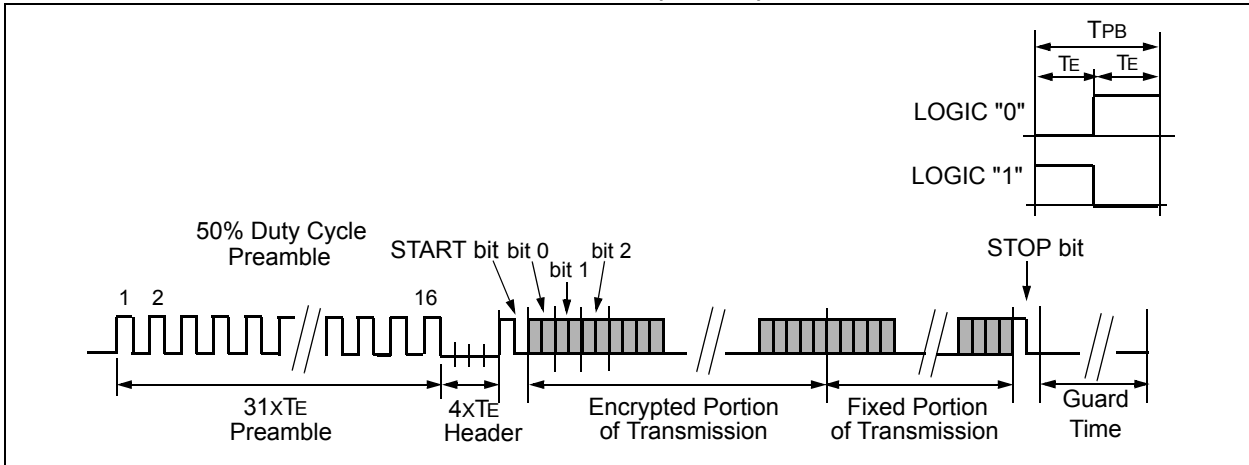 TPB
TE TE
LOGIC "0"
LOGIC "1"
50% Duty Cycle
Preamble
START bit bit 0 bit 1 bit 2
STOP bit
1 2 16
31xTE
Preamble
4xTE
Header
Encrypted Portion
of Transmission
Fixed Portion
of Transmission
Guard
Time